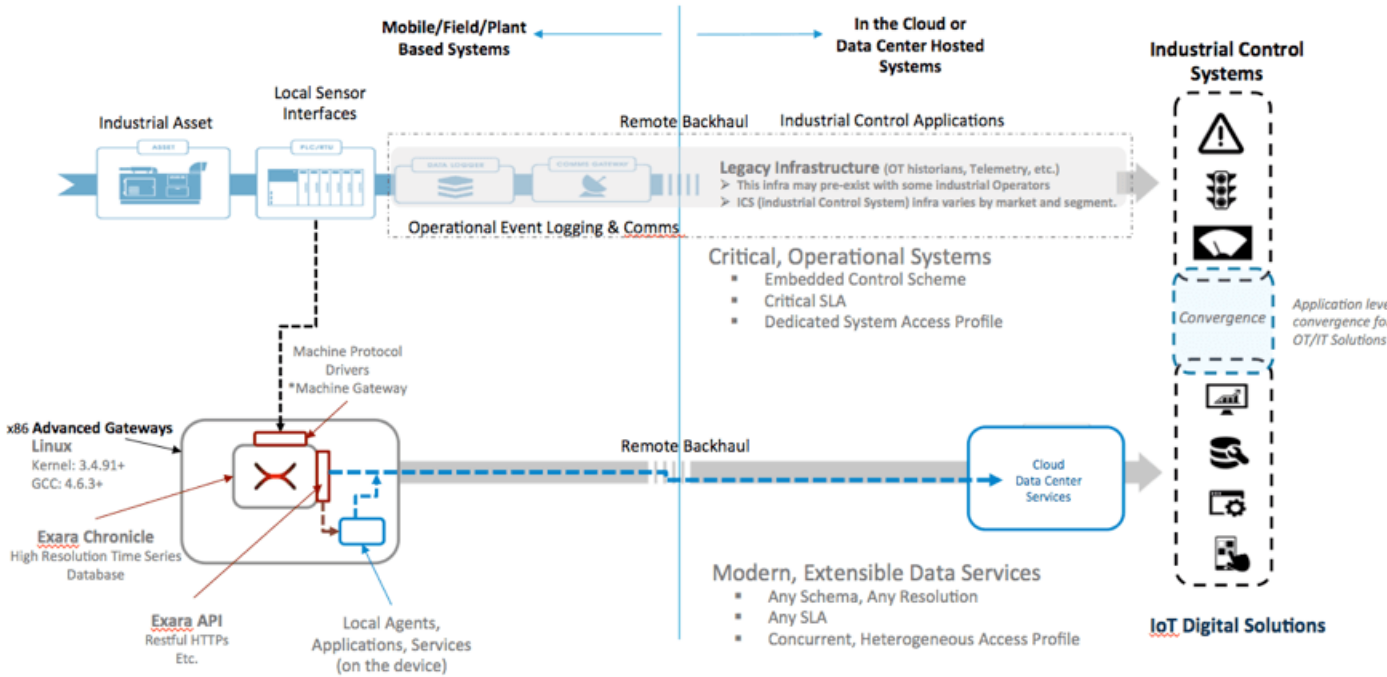 Mobile/Field/Plant
Based Systems
In the Cloud or
Data Center Hosted
Systems
Industrial Control
Systems
Local Sensor
Interfaces
Industrial Asset
Remote Backhaul
Industrial Control Applications
ASSET
PLC/RTU
DATA LOGGER
COMMS GATEWAY
Legacy Infrastructure (OT historians, Telemetry, etc.)
➢ This infra may pre-exist with some industrial Operators
➢ ICS (industrial Control System) infra varies by market and segment.
Operational Event Logging & Comms
Critical, Operational Systems
▪ Embedded Control Scheme
▪ Critical SLA
▪ Dedicated System Access Profile
Convergence
Application leve
convergence for
OT/IT Solutions
Machine Protocol
Drivers
*Machine Gateway
x86 Advanced Gateways
Linux
Kernel: 3.4.91+
GCC: 4.6.3+
Remote Backhaul
Cloud
Data Center
Services
Exara Chronicle
High Resolution Time Series
Database
Exara API
Restful HTTPs
Etc.
Local Agents,
Applications, Services
(on the device)
Modern, Extensible Data Services
▪ Any Schema, Any Resolution
▪ Any SLA
▪ Concurrent, Heterogeneous Access Profile
IoT Digital Solutions